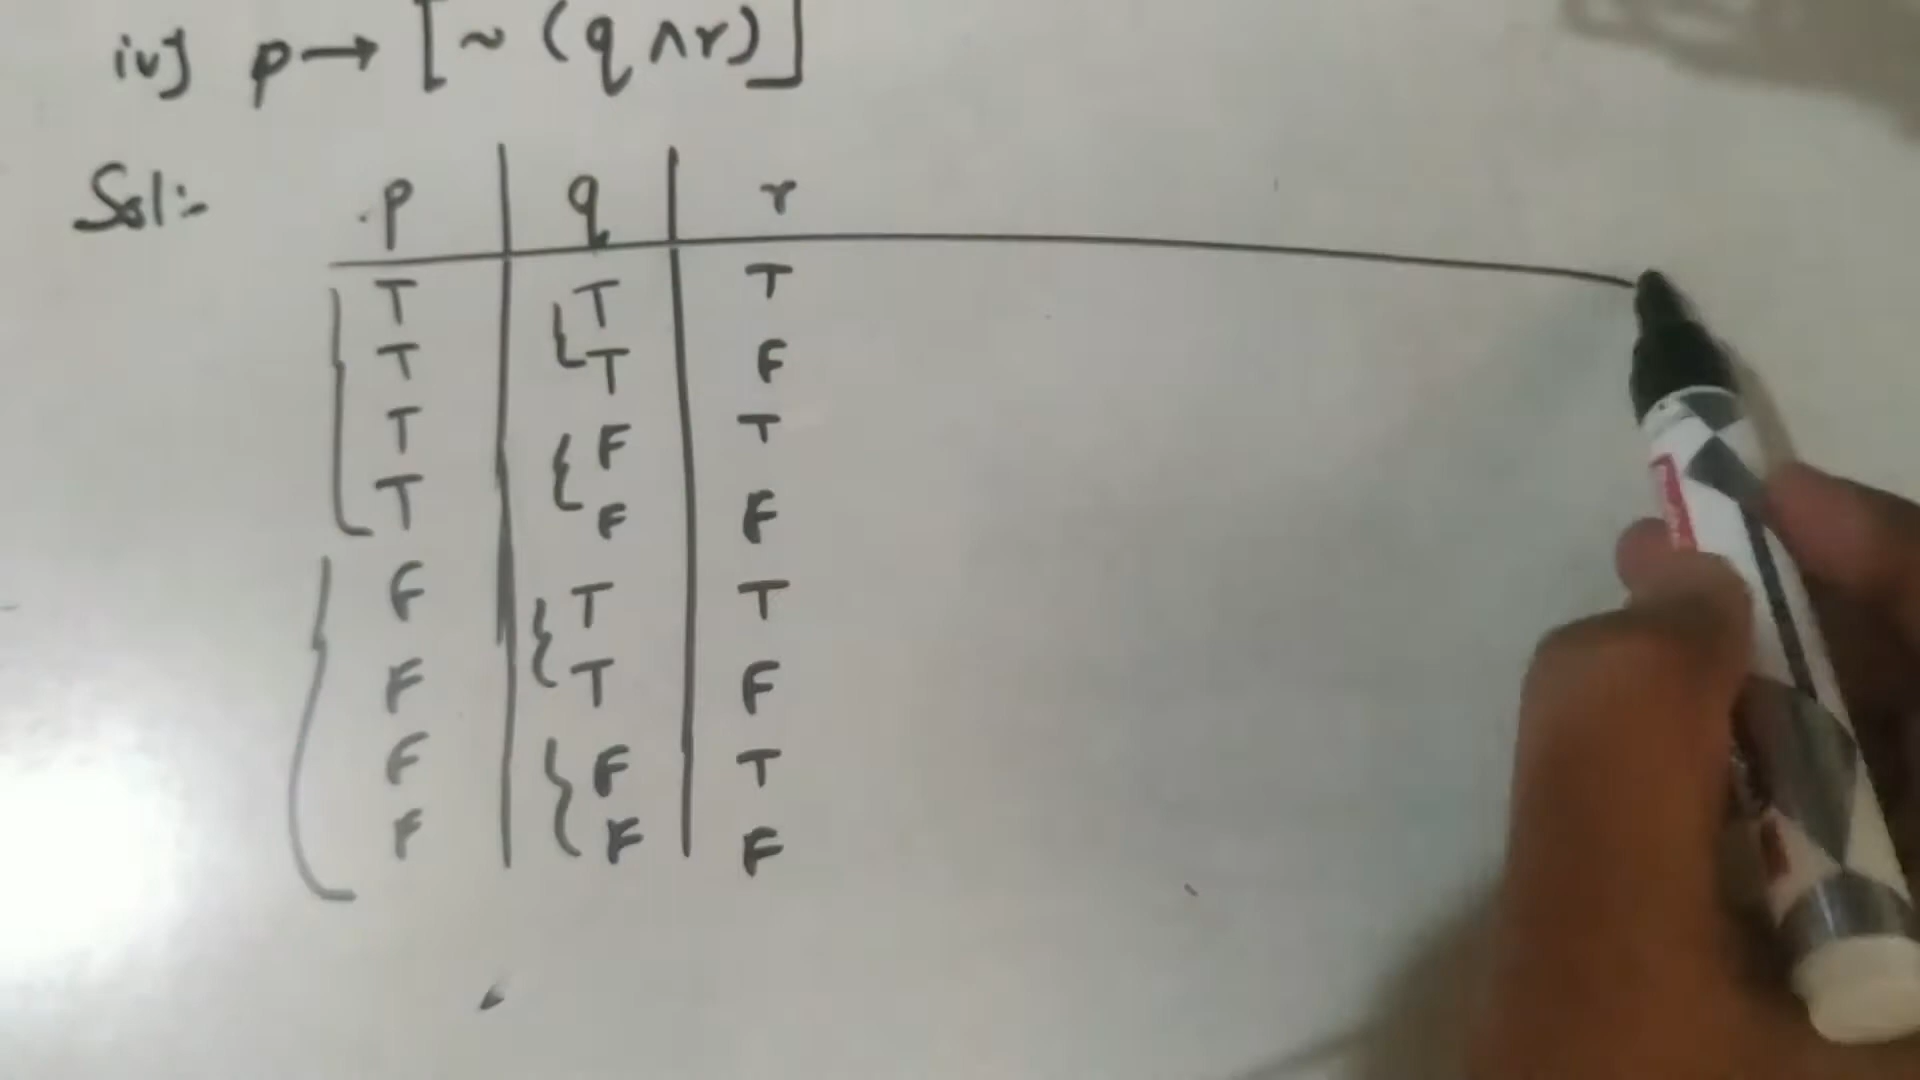 iv] p → [~ (q ∧ r)]
Sol:-
p q r
T T T
T T F
T F T
T F F
F T T
F T F
F F T
F F F